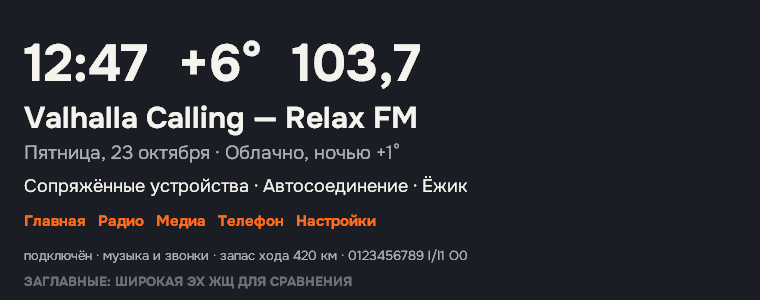 12:47 +6° 103,7
Valhalla Calling — Relax FM
Пятница, 23 октября · Облачно, ночью +1°
Сопряжённые устройства · Автосоединение · Ёжик
Главная Радио Медиа Телефон Настройки
подключён · музыка и звонки · запас хода 420 км · 0123456789 l/I1 O0
ЗАГЛАВНЫЕ: ШИРОКАЯ ЭХ ЖЩ ДЛЯ СРАВНЕНИЯ